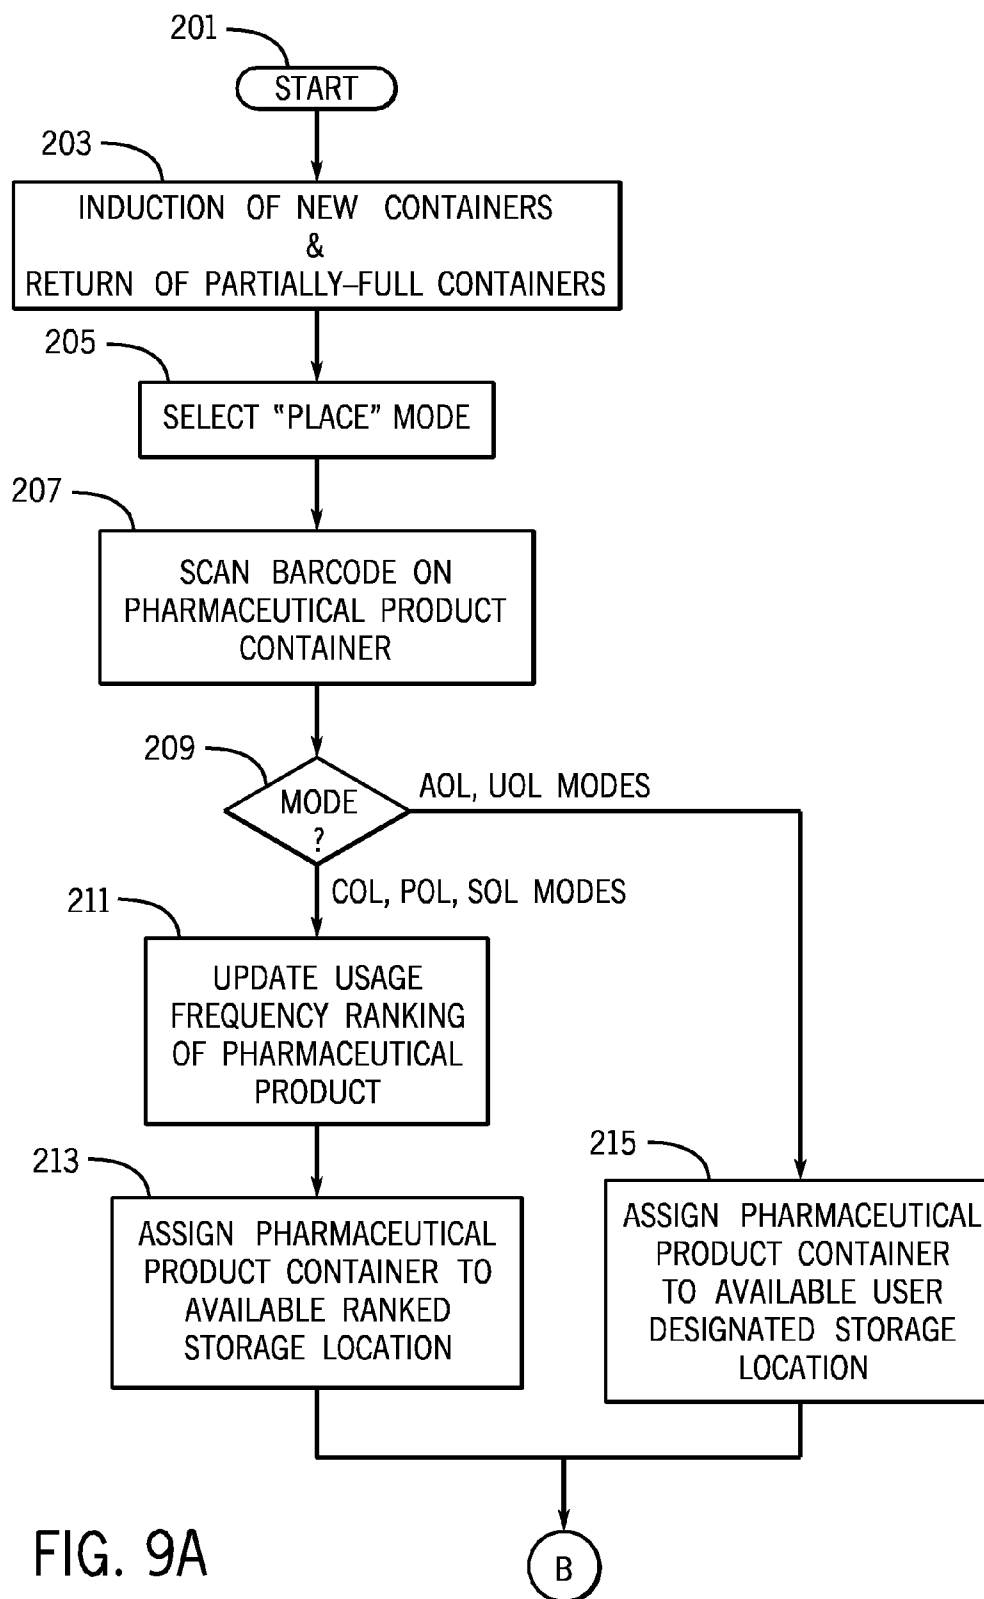 201
START
203
INDUCTION OF NEW CONTAINERS
&
RETURN OF PARTIALLY–FULL CONTAINERS
205
SELECT "PLACE" MODE
207
SCAN BARCODE ON
PHARMACEUTICAL PRODUCT
CONTAINER
209
MODE
?
AOL, UOL MODES
COL, POL, SOL MODES
211
UPDATE USAGE
FREQUENCY RANKING
OF PHARMACEUTICAL
PRODUCT
213
ASSIGN PHARMACEUTICAL
PRODUCT CONTAINER TO
AVAILABLE RANKED
STORAGE LOCATION
215
ASSIGN PHARMACEUTICAL
PRODUCT CONTAINER
TO AVAILABLE USER
DESIGNATED STORAGE
LOCATION
B
FIG. 9A